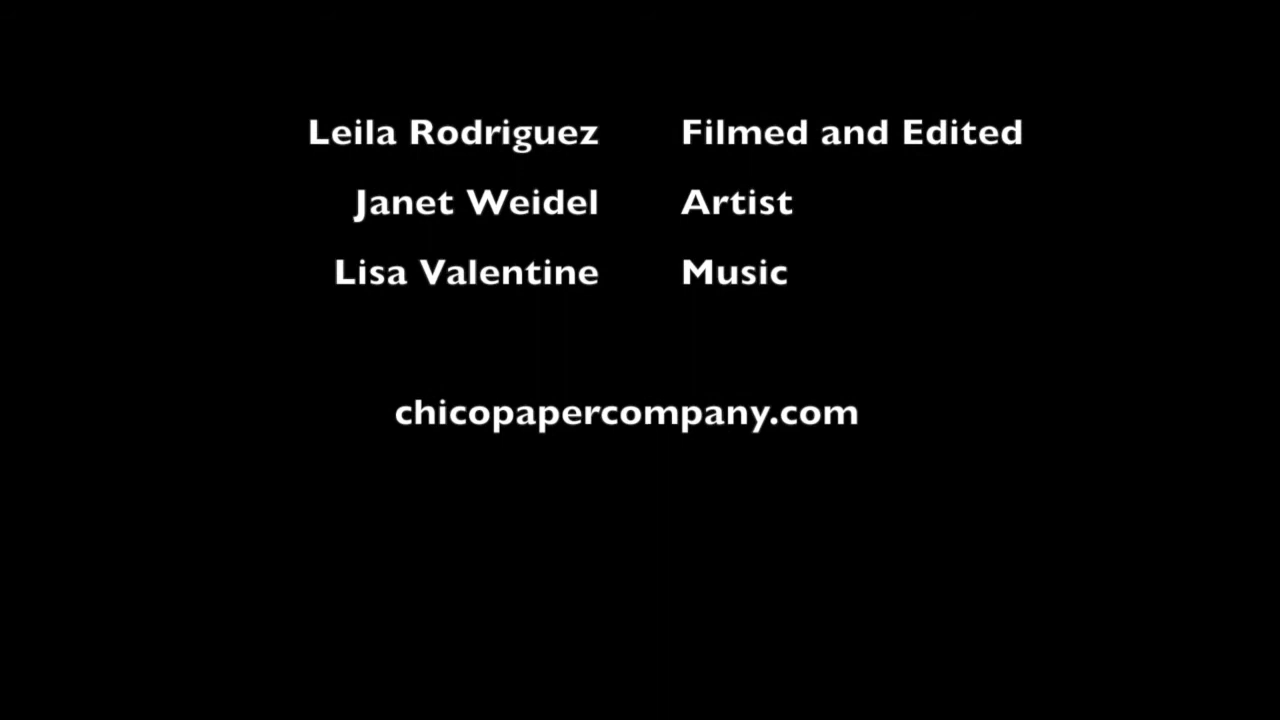 Leila Rodriguez Filmed and Edited
Janet Weidel Artist
Lisa Valentine Music
chicopapercompany.com